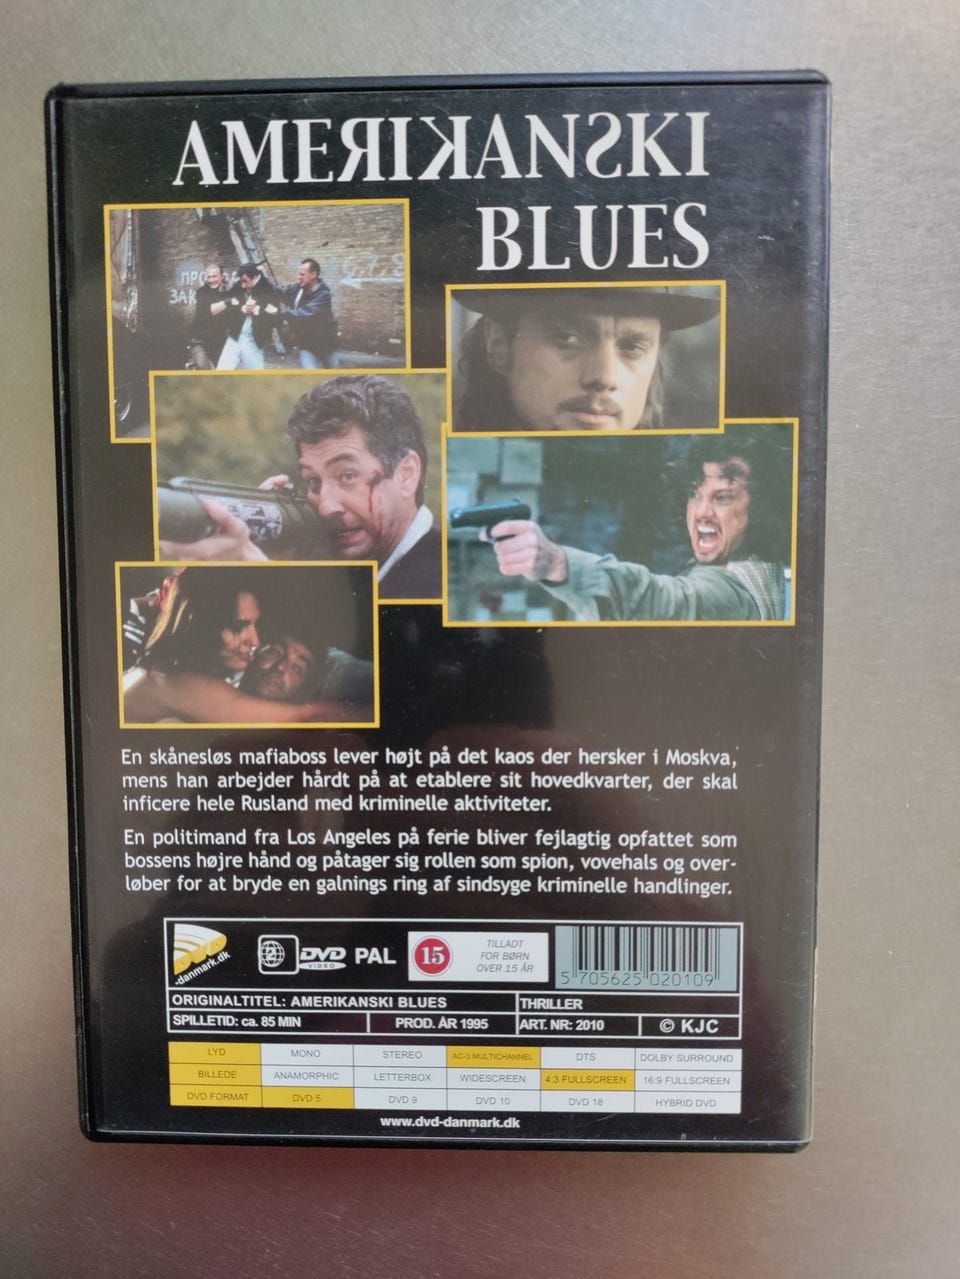 AMEЯIꓘANƧKI
BLUES
ЗАК
En skånesløs mafiaboss lever højt på det kaos der hersker i Moskva,
mens han arbejder hårdt på at etablere sit hovedkvarter, der skal
inficere hele Rusland med kriminelle aktiviteter.
En politimand fra Los Angeles på ferie bliver fejlagtig opfattet som
bossens højre hånd og påtager sig rollen som spion, vovehals og over-
løber for at bryde en galnings ring af sindsyge kriminelle handlinger.
DVD
-danmark.dk
2
DVD
VIDEO
PAL
15
TILLADT
FOR BØRN
OVER 15 ÅR
5 705625 020109
ORIGINALTITEL: AMERIKANSKI BLUES THRILLER
SPILLETID: ca. 85 MIN PROD. ÅR 1995 ART. NR: 2010 © KJC
LYD MONO STEREO AC-3 MULTICHANNEL DTS DOLBY SURROUND
BILLEDE ANAMORPHIC LETTERBOX WIDESCREEN 4:3 FULLSCREEN 16:9 FULLSCREEN
DVD FORMAT DVD 5 DVD 9 DVD 10 DVD 18 HYBRID DVD
www.dvd-danmark.dk